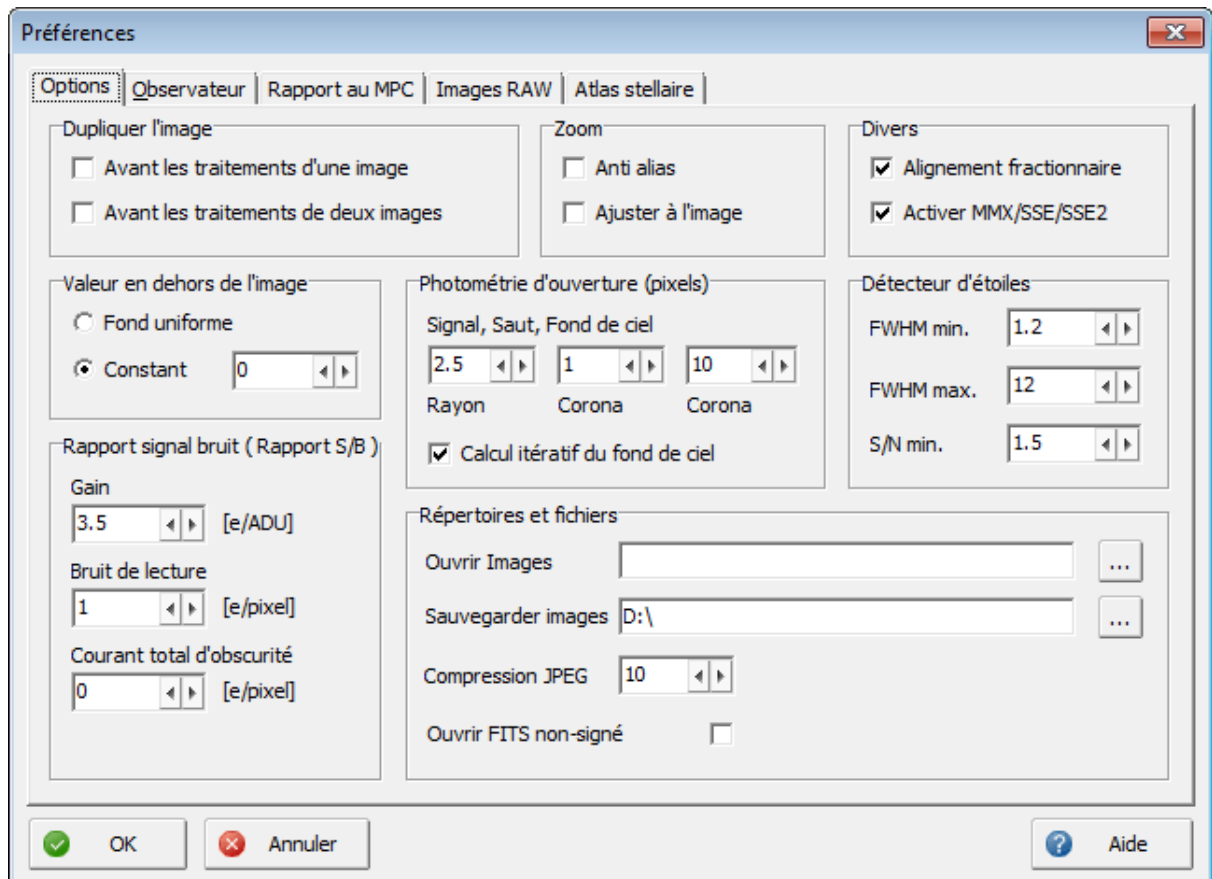 Préférences
Options Observateur Rapport au MPC Images RAW Atlas stellaire
Dupliquer l'image
Avant les traitements d'une image
Avant les traitements de deux images
Zoom
Anti alias
Ajuster à l'image
Divers
Alignement fractionnaire
Activer MMX/SSE/SSE2
Valeur en dehors de l'image
Fond uniforme
Constant 0
Photométrie d'ouverture (pixels)
Signal, Saut, Fond de ciel
2.5 1 10
Rayon Corona Corona
Calcul itératif du fond de ciel
Détecteur d'étoiles
FWHM min. 1.2
FWHM max. 12
S/N min. 1.5
Rapport signal bruit ( Rapport S/B )
Gain
3.5 [e/ADU]
Bruit de lecture
1 [e/pixel]
Courant total d'obscurité
0 [e/pixel]
Répertoires et fichiers
Ouvrir Images ...
Sauvegarder images D:\ ...
Compression JPEG 10
Ouvrir FITS non-signé
OK Annuler Aide